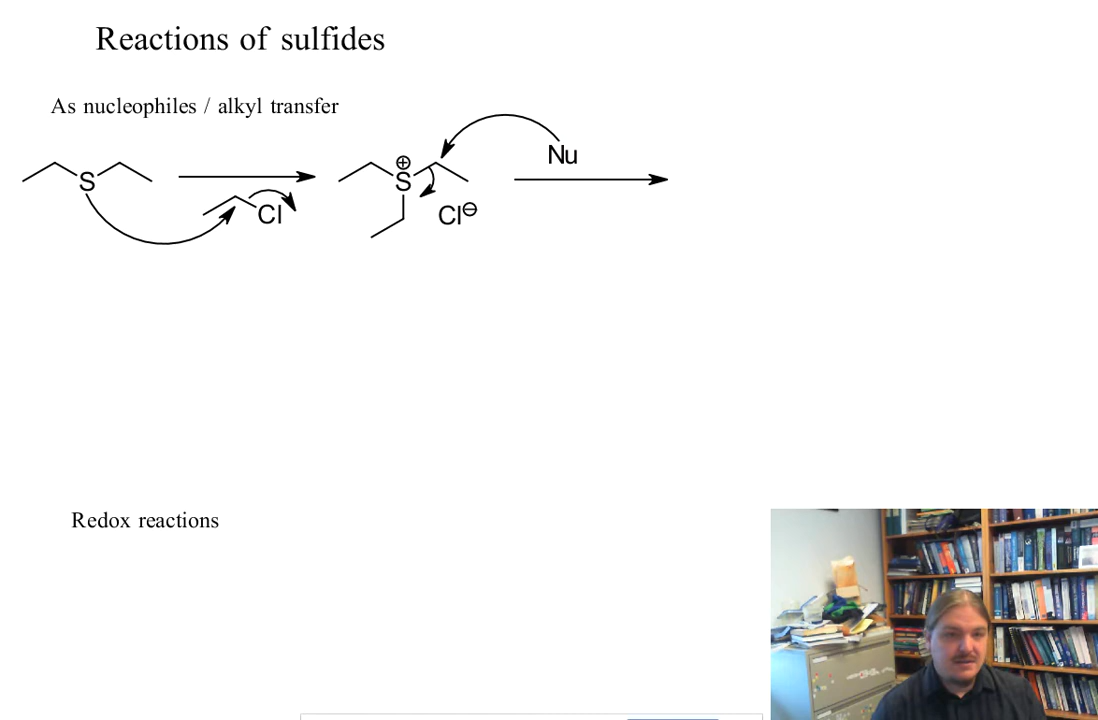 Reactions of sulfides
As nucleophiles / alkyl transfer
S
Cl
S⊕
Cl⊖
Nu
Redox reactions